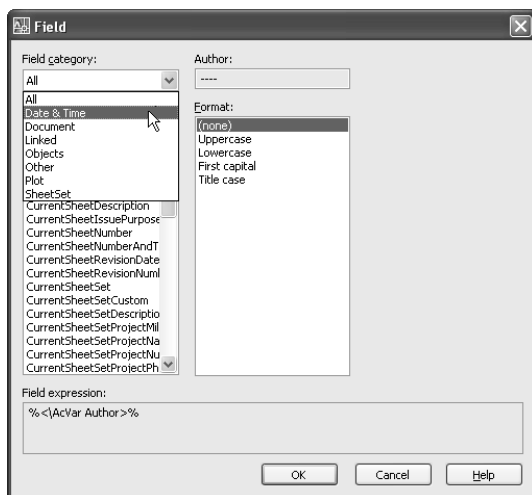 Field
Field category:
All
All
Date & Time
Document
Linked
Objects
Other
Plot
SheetSet
CurrentSheetDescription
CurrentSheetIssuePurpose
CurrentSheetNumber
CurrentSheetNumberAndT
CurrentSheetRevisionDate
CurrentSheetRevisionNuml
CurrentSheetSet
CurrentSheetSetCustom
CurrentSheetSetDescriptio
CurrentSheetSetProjectMil
CurrentSheetSetProjectNa
CurrentSheetSetProjectNu
CurrentSheetSetProjectPh
Author:
----
Format:
(none)
Uppercase
Lowercase
First capital
Title case
Field expression:
%<\AcVar Author>%
OK
Cancel
Help